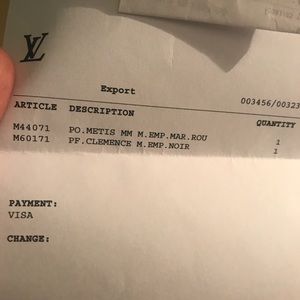 LV
Export
003456/00323
ARTICLE DESCRIPTION QUANTITY
M44071 PO.METIS MM M.EMP.MAR.ROU 1
M60171 PF.CLEMENCE M.EMP.NOIR 1
PAYMENT:
VISA
CHANGE: